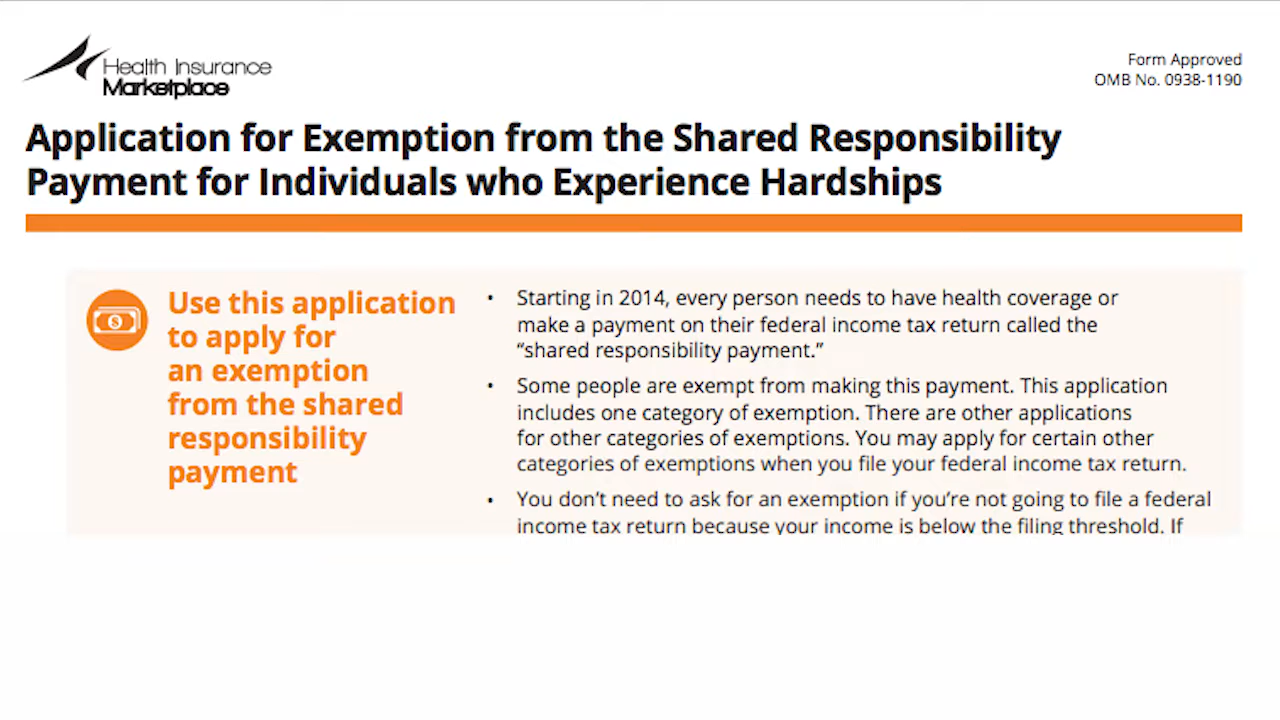 Health Insurance
Marketplace
Form Approved
OMB No. 0938-1190
Application for Exemption from the Shared Responsibility
Payment for Individuals who Experience Hardships
Use this application
to apply for
an exemption
from the shared
responsibility
payment
• Starting in 2014, every person needs to have health coverage or
make a payment on their federal income tax return called the
“shared responsibility payment.”
• Some people are exempt from making this payment. This application
includes one category of exemption. There are other applications
for other categories of exemptions. You may apply for certain other
categories of exemptions when you file your federal income tax return.
• You don’t need to ask for an exemption if you’re not going to file a federal
income tax return because your income is below the filing threshold. If